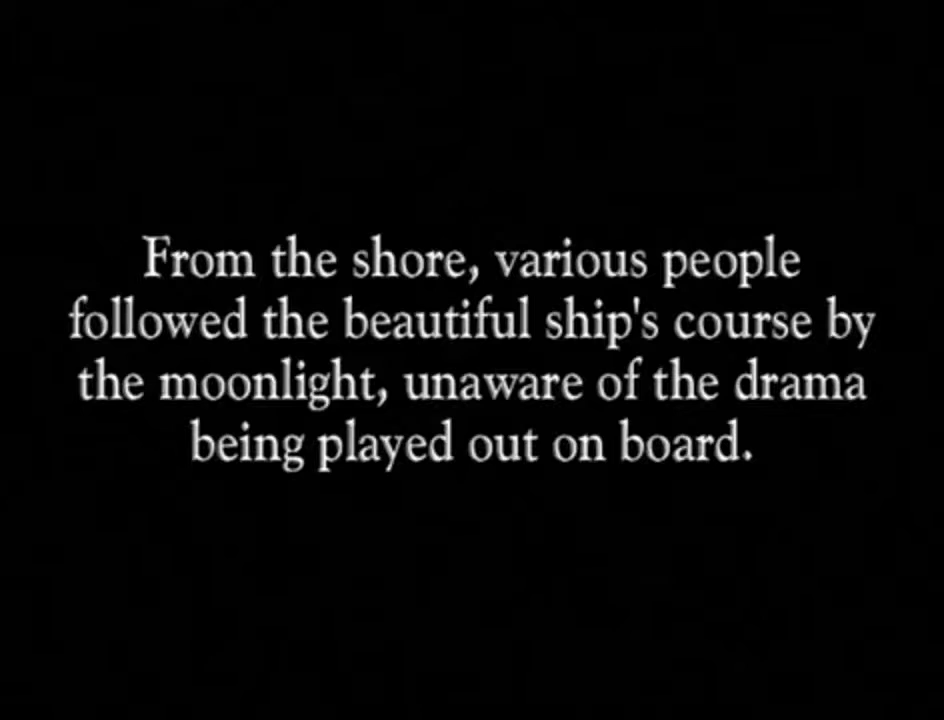 From the shore, various people
followed the beautiful ship's course by
the moonlight, unaware of the drama
being played out on board.